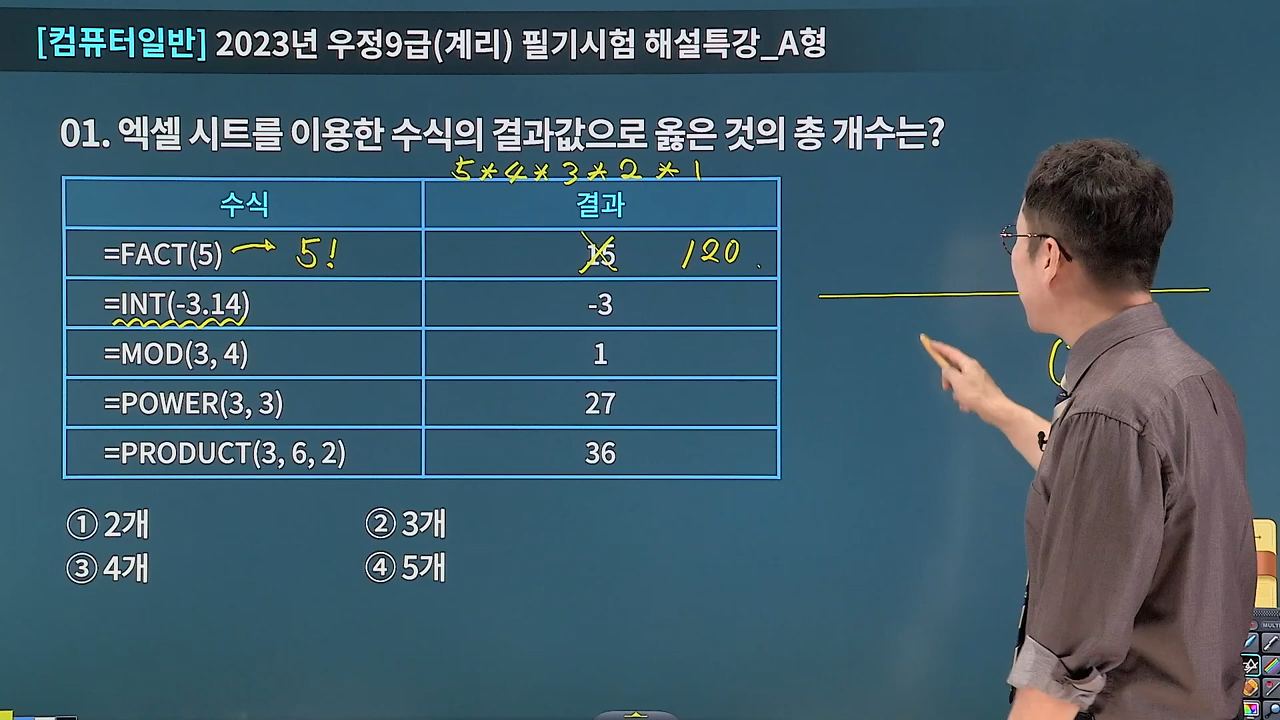 [컴퓨터일반] 2023년 우정9급(계리) 필기시험 해설특강_A형
01. 엑셀 시트를 이용한 수식의 결과값으로 옳은 것의 총 개수는?
5*4*3*2*1
수식 결과
=FACT(5) → 5! 15 120.
=INT(-3.14) -3
=MOD(3, 4) 1
=POWER(3, 3) 27
=PRODUCT(3, 6, 2) 36
① 2개 ② 3개
③ 4개 ④ 5개